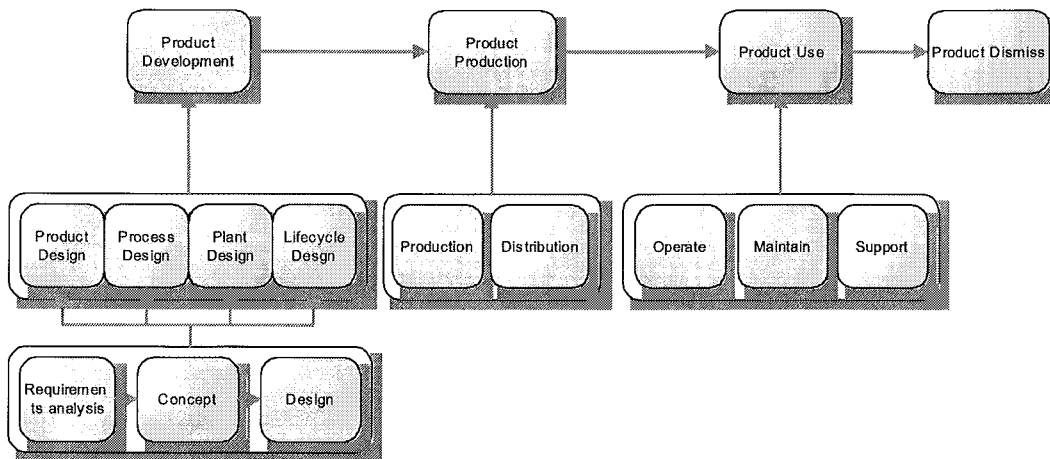 Product
Development
Product
Production
Product Use
Product Dismiss
Product
Design
Process
Design
Plant
Design
Lifecycle
Desgn
Production
Distribution
Operate
Maintain
Support
Requiremen
ts analysis
Concept
Design